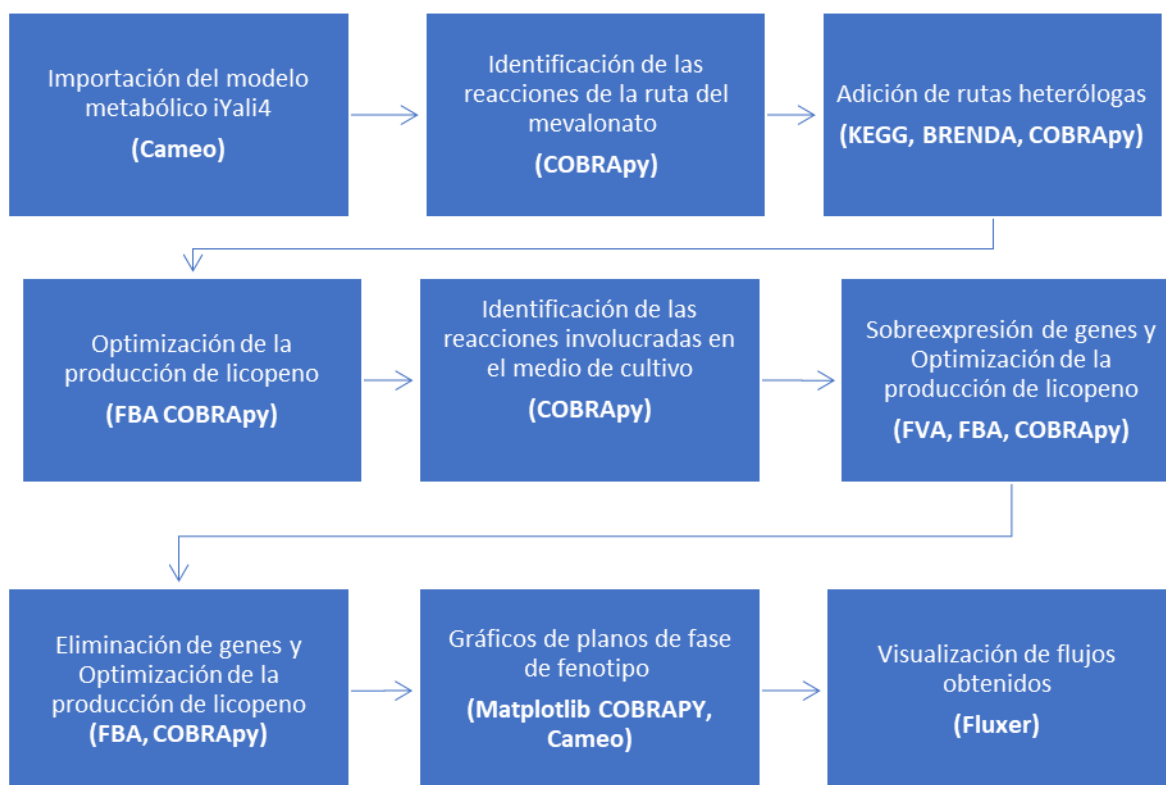 Importación del modelo
metabólico iYali4
(Cameo)
Identificación de las
reacciones de la ruta del
mevalonato
(COBRApy)
Adición de rutas heterólogas
(KEGG, BRENDA, COBRApy)
Optimización de la
producción de licopeno
(FBA COBRApy)
Identificación de las
reacciones involucradas en
el medio de cultivo
(COBRApy)
Sobreexpresión de genes y
Optimización de la
producción de licopeno
(FVA, FBA, COBRApy)
Eliminación de genes y
Optimización de la
producción de licopeno
(FBA, COBRApy)
Gráficos de planos de fase
de fenotipo
(Matplotlib COBRAPY,
Cameo)
Visualización de flujos
obtenidos
(Fluxer)